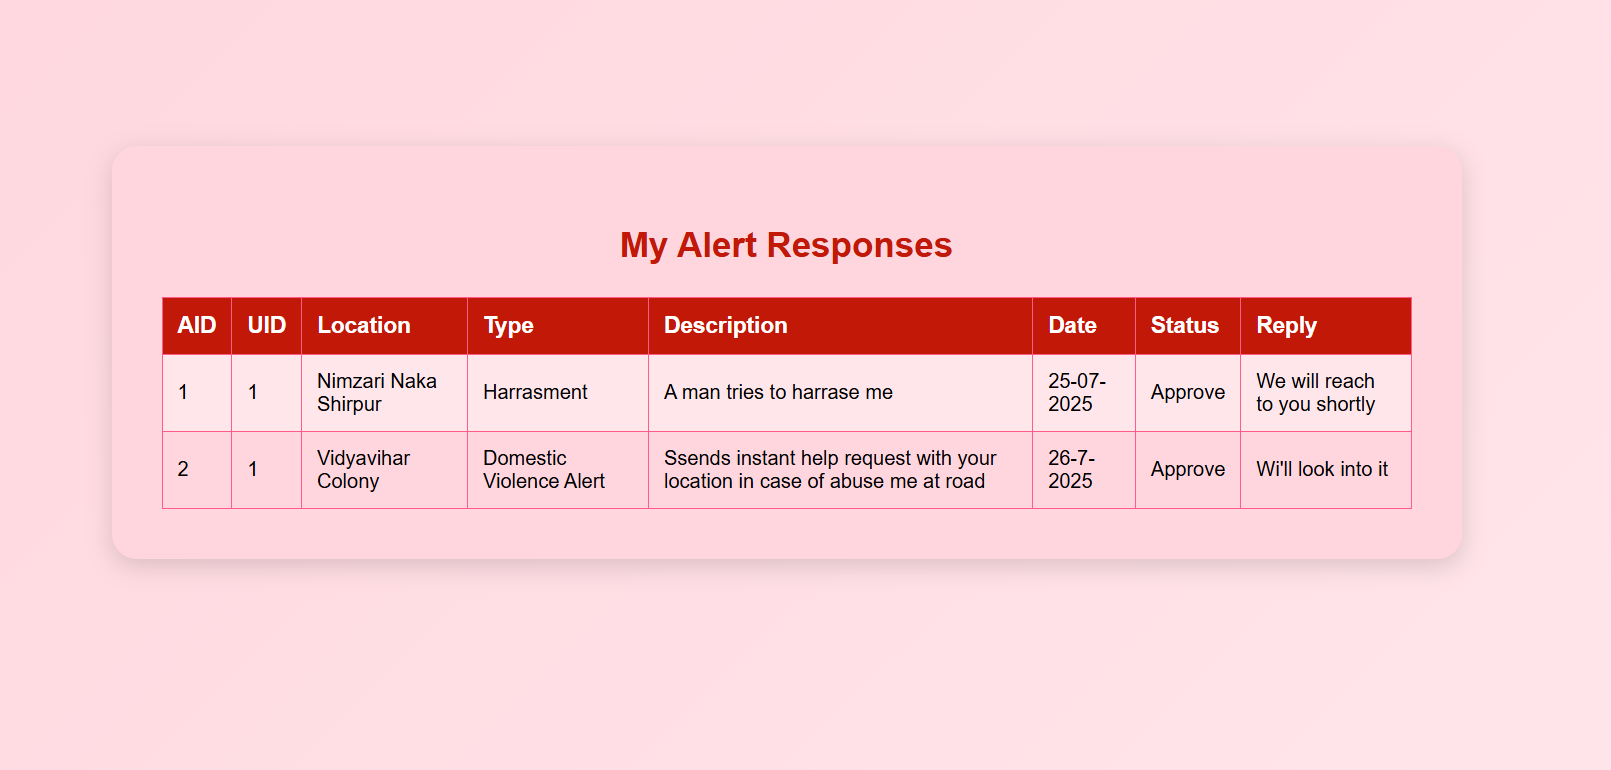 My Alert Responses
AID UID Location Type Description Date Status Reply
1 1 Nimzari Naka Shirpur Harrasment A man tries to harrase me 25-07-2025 Approve We will reach to you shortly
2 1 Vidyavihar Colony Domestic Violence Alert Ssends instant help request with your location in case of abuse me at road 26-7-2025 Approve Wi'll look into it